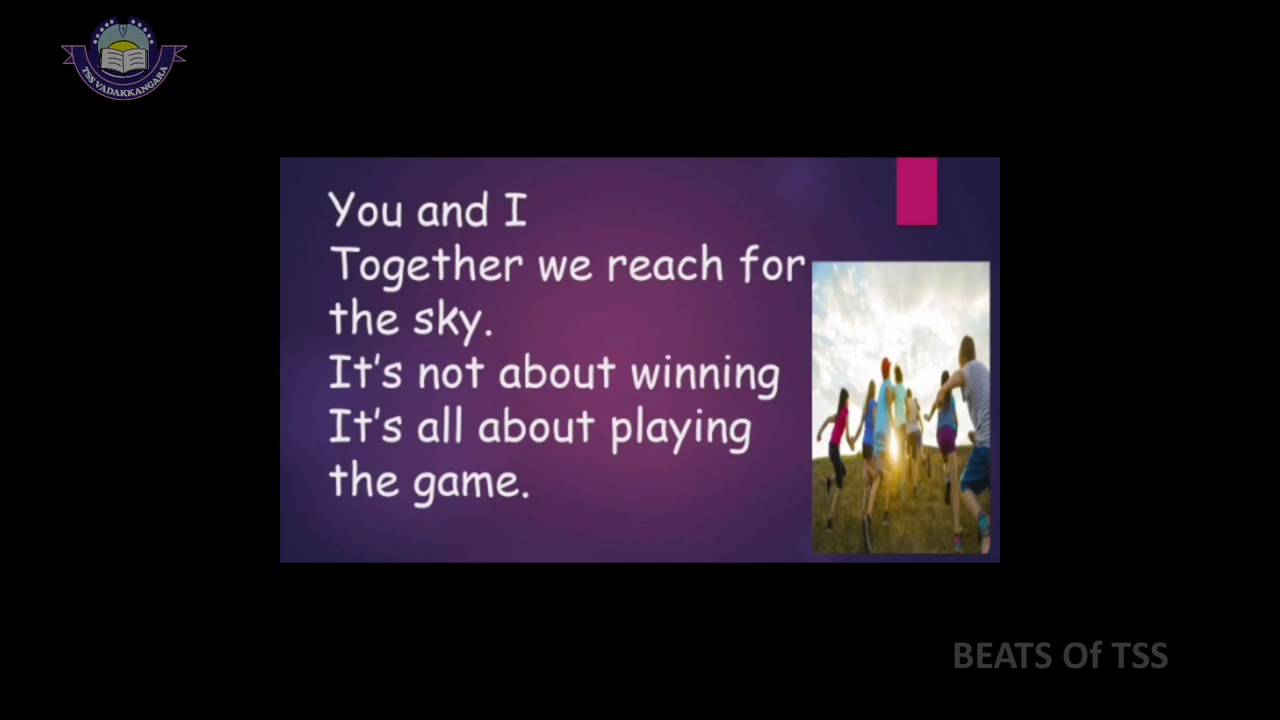 TSS VADAKKANGARA
You and I
Together we reach for
the sky.
It's not about winning
It's all about playing
the game.
BEATS Of TSS